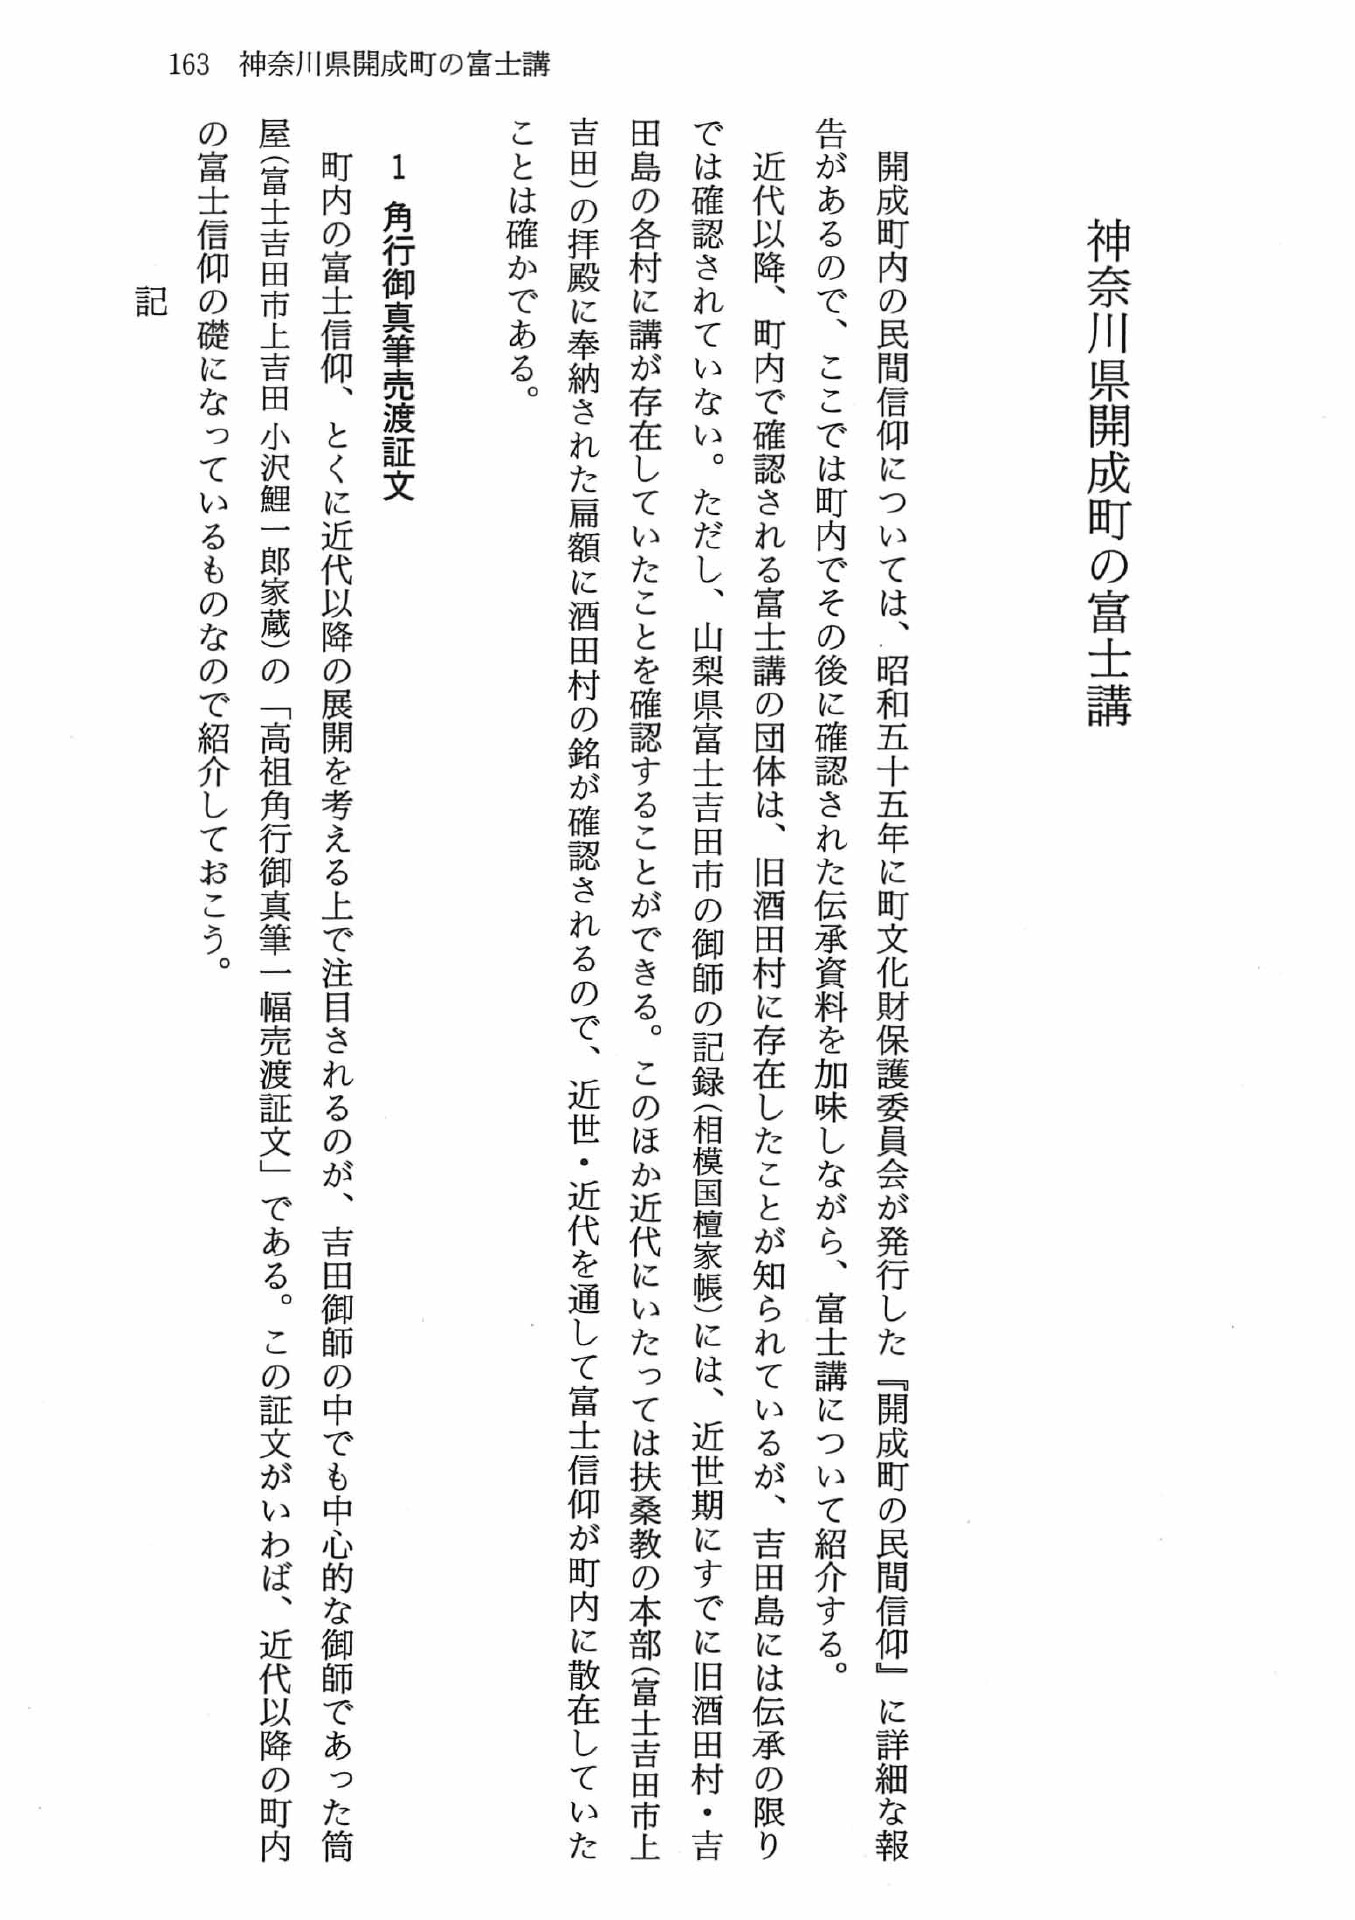 163 神奈川県開成町の富士講
神奈川県開成町の富士講
開成町内の民間信仰については、昭和五十五年に町文化財保護委員会が発行した『開成町の民間信仰』に詳細な報
告があるので、ここでは町内でその後に確認された伝承資料を加味しながら、富士講について紹介する。
近代以降、町内で確認される富士講の団体は、旧酒田村に存在したことが知られているが、吉田島には伝承の限り
では確認されていない。ただし、山梨県富士吉田市の御師の記録(相模国檀家帳)には、近世期にすでに旧酒田村・吉
田島の各村に講が存在していたことを確認することができる。このほか近代にいたっては扶桑教の本部(富士吉田市上
吉田)の拝殿に奉納された扁額に酒田村の銘が確認されるので、近世・近代を通して富士信仰が町内に散在していた
ことは確かである。
1 角行御真筆売渡証文
町内の富士信仰、とくに近代以降の展開を考える上で注目されるのが、吉田御師の中でも中心的な御師であった筒
屋(富士吉田市上吉田 小沢鯉一郎家蔵)の「高祖角行御真筆一幅売渡証文」である。この証文がいわば、近代以降の町内
の富士信仰の礎になっているものなので紹介しておこう。
記